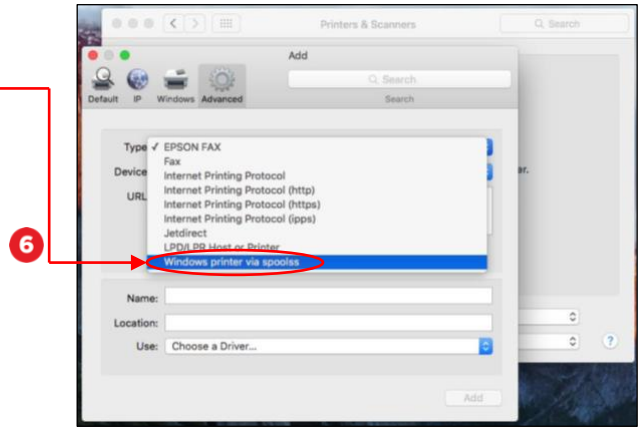 Printers & Scanners
Search
Add
Search
Default IP Windows Advanced
Search
Type ✓ EPSON FAX
Fax
Device
Internet Printing Protocol
er.
Internet Printing Protocol (http)
URL
Internet Printing Protocol (https)
Internet Printing Protocol (ipps)
Jetdirect
LPD/LPR Host or Printer
6
Windows printer via spoolss
Name:
Location:
Use: Choose a Driver...
?
Add